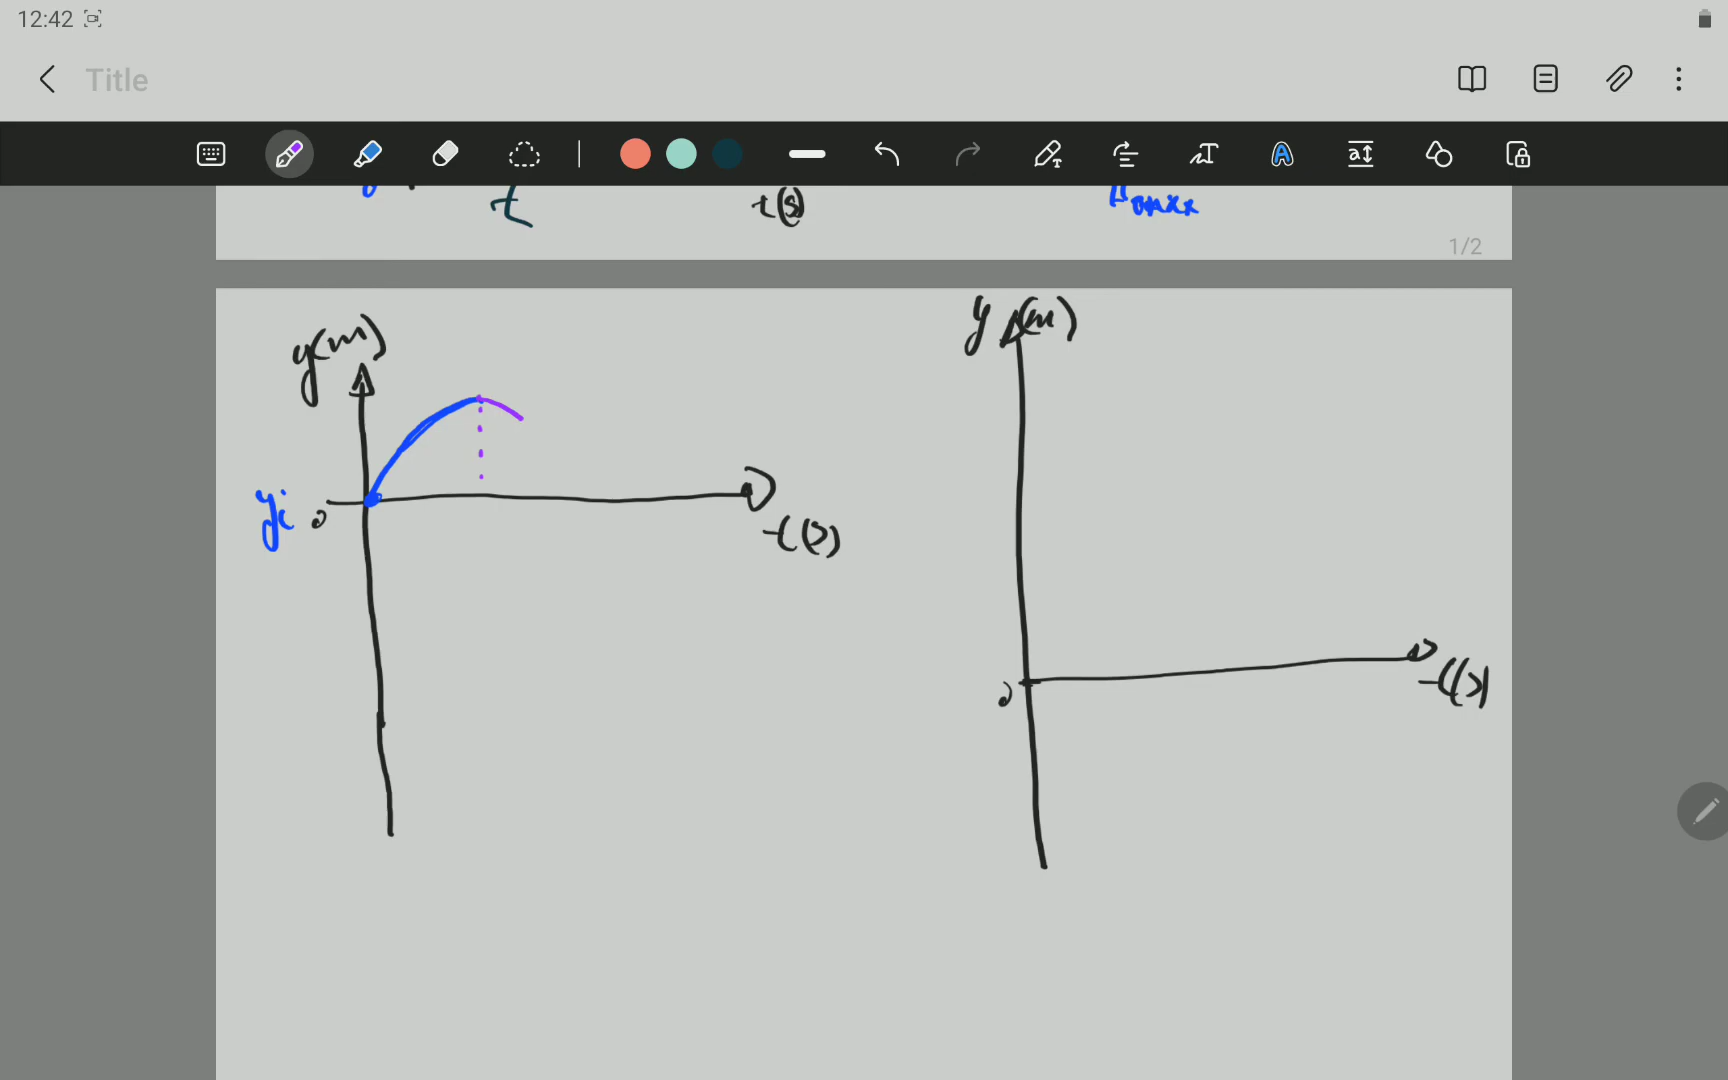 12:42
Title
t
t(s)
1/2
y(m)
y (m)
yi
0
t(s)
0
t(s)